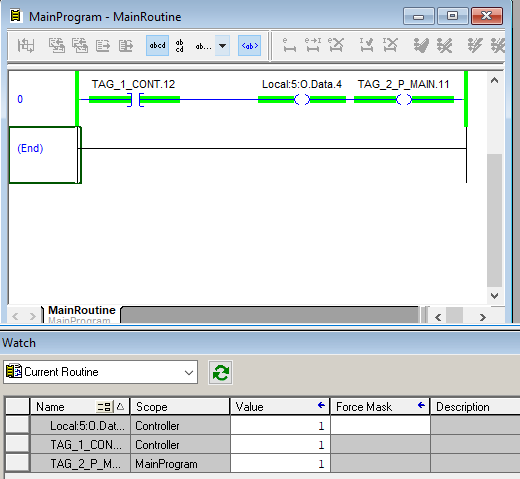 MainProgram - MainRoutine
abcd ab cd ab... <ab>
TAG_1_CONT.12 Local:5:O.Data.4 TAG_2_P_MAIN.11
0
(End)
MainRoutine
MainProgram
Watch
Current Routine
Name Scope Value Force Mask Description
Local:5:O.Dat... Controller 1
TAG_1_CON... Controller 1
TAG_2_P_M... MainProgram 1